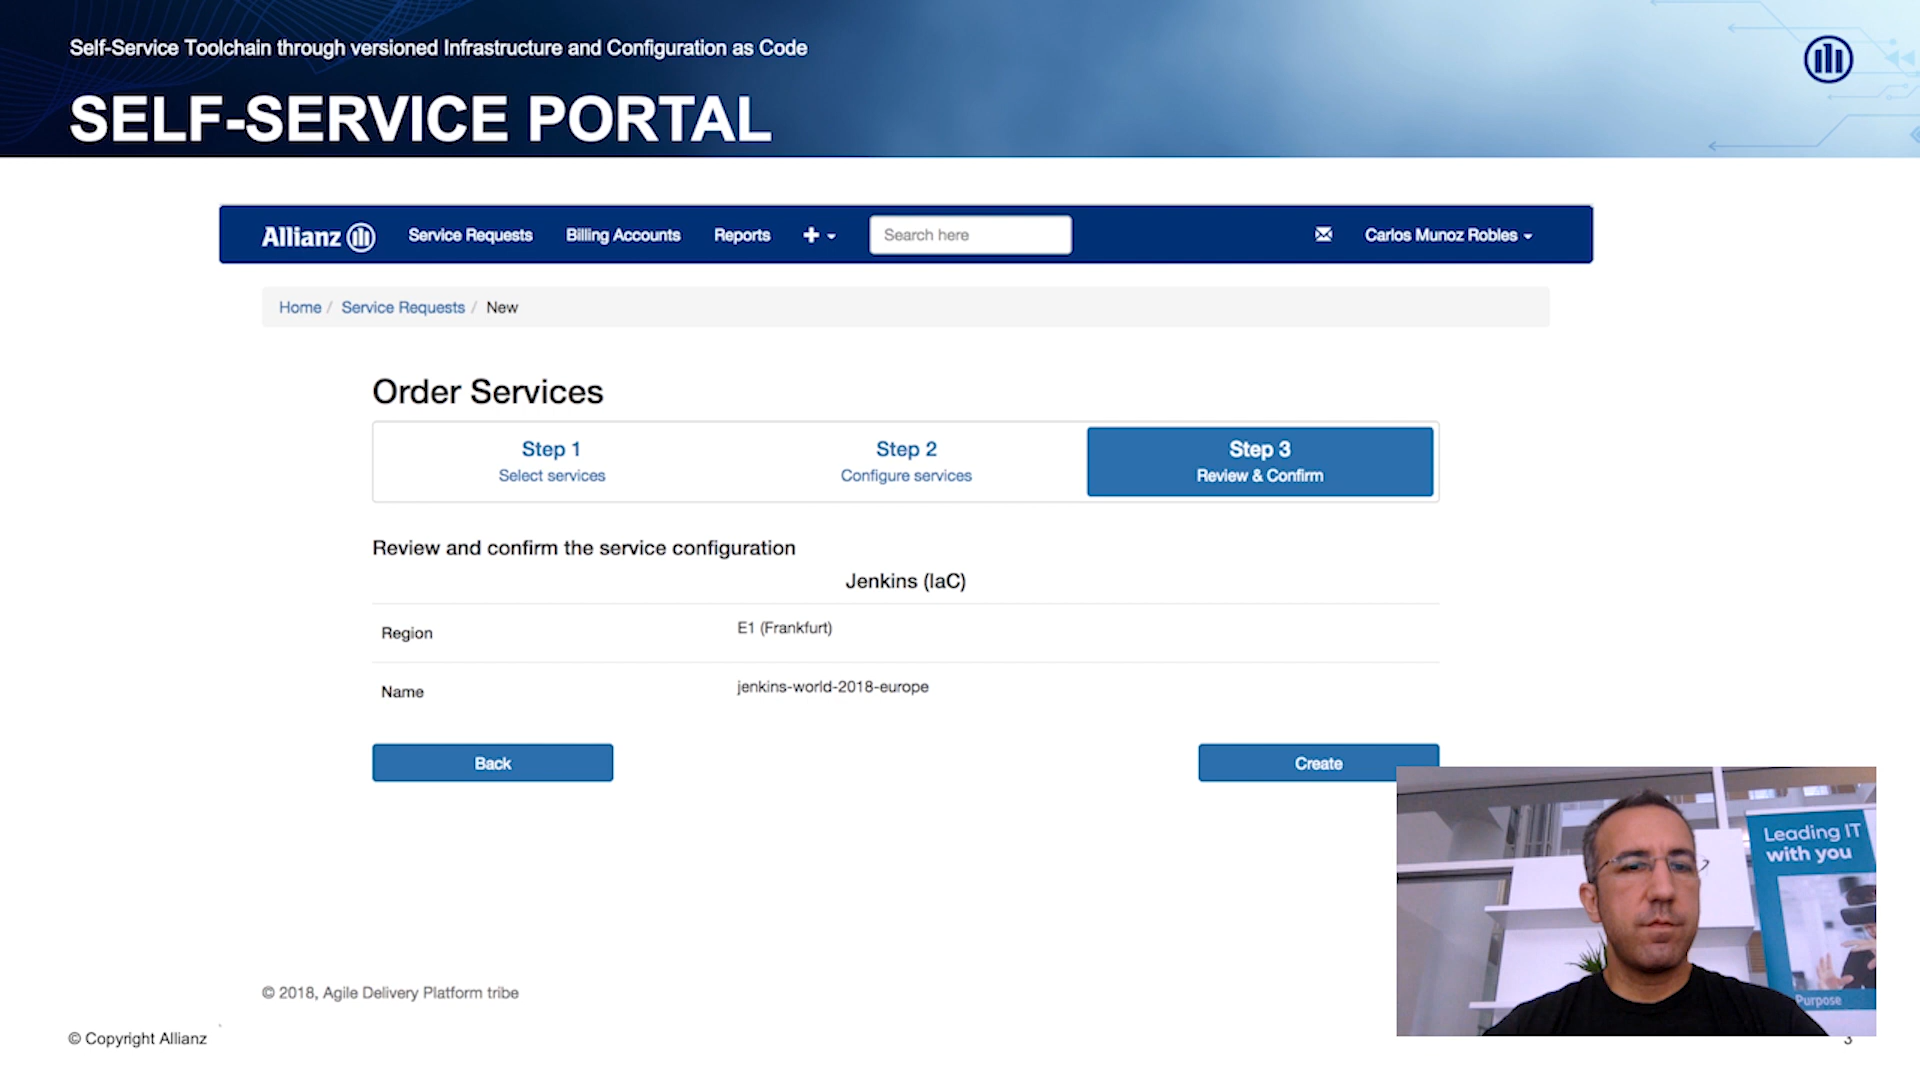 Self-Service Toolchain through versioned Infrastructure and Configuration as Code
SELF-SERVICE PORTAL
Allianz Service Requests Billing Accounts Reports Search here Carlos Munoz Robles
Home / Service Requests / New
Order Services
Step 1 Step 2 Step 3
Select services Configure services Review & Confirm
Review and confirm the service configuration
Jenkins (IaC)
Region E1 (Frankfurt)
Name jenkins-world-2018-europe
Back Create
Leading IT
with you
Purpose
© 2018, Agile Delivery Platform tribe
© Copyright Allianz
3